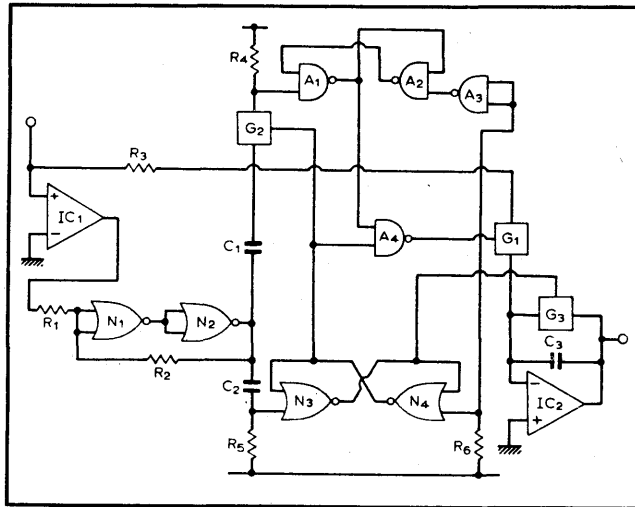 R4
A1
A2
A3
G2
R3
IC1
+
−
C1
A4
G1
G3
R1
N1
N2
R2
C2
C3
N3
N4
IC2
−
+
R5
R6